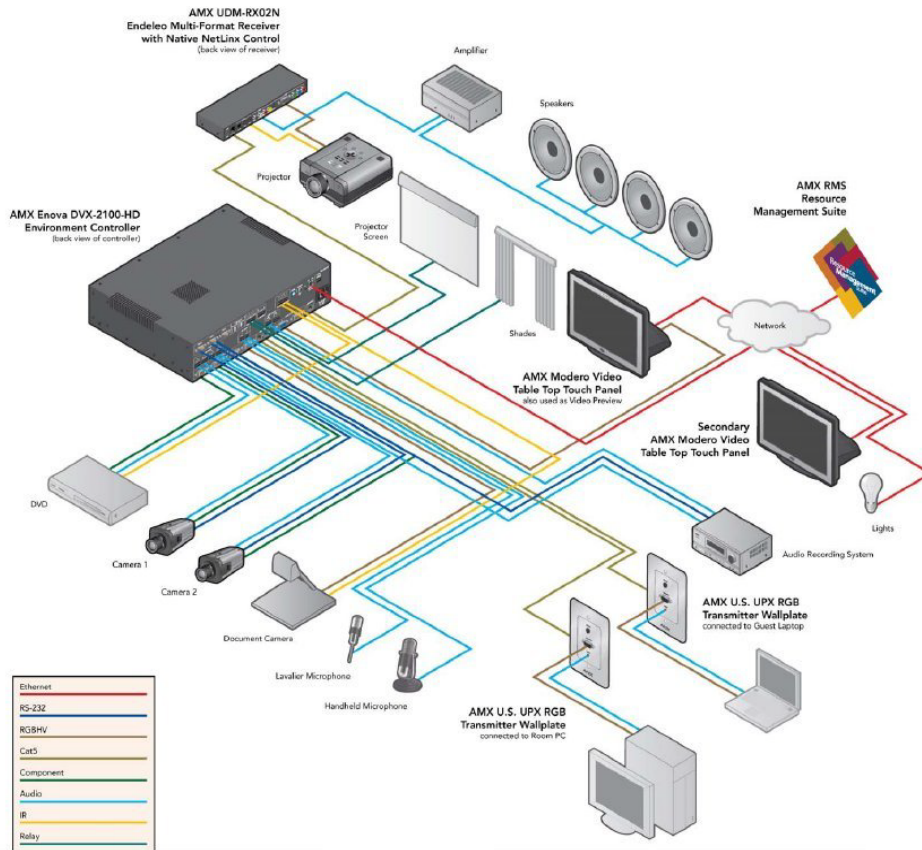 AMX UDM-RX02N
Endeleo Multi-Format Receiver
with Native NetLinx Control
(back view of receiver)
Amplifier
Speakers
Projector
AMX RMS
Resource
Management Suite
Resource
Management
Suite
AMX Enova DVX-2100-HD
Environment Controller
(back view of controller)
Projector
Screen
Shades
Network
AMX Modero Video
Table Top Touch Panel
also used as Video Preview
Secondary
AMX Modero Video
Table Top Touch Panel
DVD
Lights
Camera 1
Audio Recording System
Camera 2
Document Camera
AMX U.S. UPX RGB
Transmitter Wallplate
connected to Guest Laptop
Lavalier Microphone
Handheld Microphone
AMX U.S. UPX RGB
Transmitter Wallplate
connected to Room PC
Ethernet
RS-232
RGBHV
Cat5
Component
Audio
IR
Relay